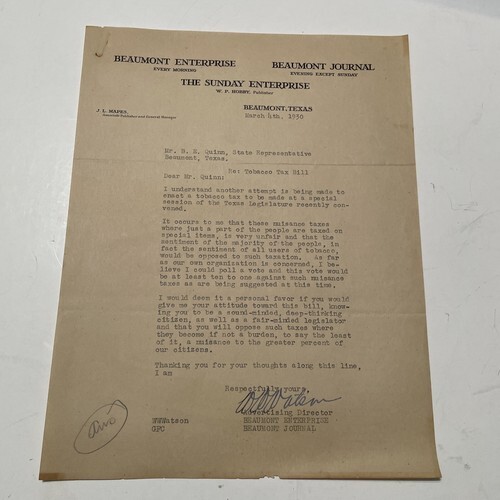 BEAUMONT ENTERPRISE
EVERY MORNING
BEAUMONT JOURNAL
EVENING EXCEPT SUNDAY
THE SUNDAY ENTERPRISE
W. P. HOBBY, Publisher
J. L. MAPES,
Associate Publisher and General Manager
BEAUMONT, TEXAS
March 4th, 1930
Mr. B. E. Quinn, State Representative
Beaumont, Texas.
Re: Tobacco Tax Bill
Dear Mr. Quinn:
I understand another attempt is being made to
enact a tobacco tax to be made at a special
session of the Texas Legislature recently con-
vened.
It occurs to me that these nuisance taxes
where just a part of the people are taxed on
special items, is very unfair and that the
sentiment of the majority of the people, in
fact the sentiment of all users of tobacco,
would be opposed to such taxation. As far
as our own organization is concerned, I be-
lieve I could poll a vote and this vote would
be at least ten to one against such nuisance
taxes as are being suggested at this time.
I would deem it a personal favor if you would
give me your attitude toward this bill, know-
ing you to be a sound-minded, deep-thinking
citizen, as well as a fair-minded legislator
and that you will oppose such taxes where
they become if not a burden, to say the least
of it, a nuisance to the greater percent of
our citizens.
Thanking you for your thoughts along this line,
I am
Respectfully yours,
Watson
Advertising Director
WWWatson BEAUMONT ENTERPRISE
GPC BEAUMONT JOURNAL